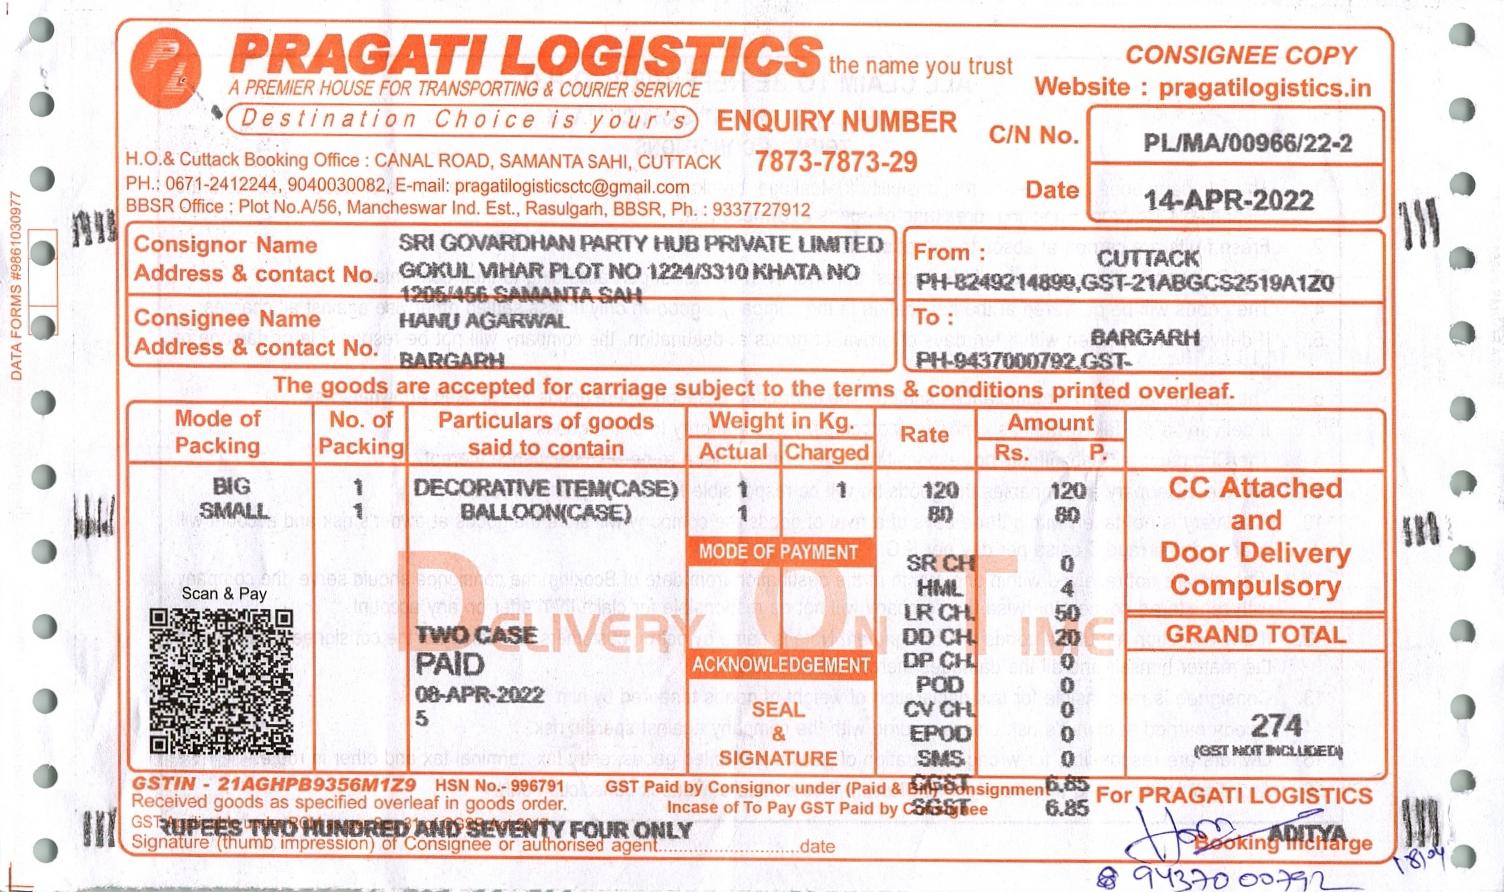 PRAGATI LOGISTICS the name you trust
A PREMIER HOUSE FOR TRANSPORTING & COURIER SERVICE
Destination Choice is your's
ENQUIRY NUMBER
7873-7873-29
CONSIGNEE COPY
Website : pragatilogistics.in
C/N No. PL/MA/00966/22-2
Date 14-APR-2022
H.O.& Cuttack Booking Office : CANAL ROAD, SAMANTA SAHI, CUTTACK
PH.: 0671-2412244, 9040030082, E-mail: pragatilogisticsctc@gmail.com
BBSR Office : Plot No.A/56, Mancheswar Ind. Est., Rasulgarh, BBSR, Ph. : 9337727912
DATA FORMS #9861030977
Consignor Name SRI GOVARDHAN PARTY HUB PRIVATE LIMITED
Address & contact No. GOKUL VIHAR PLOT NO 1224/3310 KHATA NO
1205/456 SAMANTA SAH
Consignee Name HANU AGARWAL
Address & contact No. BARGARH
From : CUTTACK
PH-8249214899,GST-21ABGCS2519A1Z0
To : BARGARH
PH-9437000792,GST-
The goods are accepted for carriage subject to the terms & conditions printed overleaf.
Mode of Packing No. of Packing Particulars of goods said to contain Weight in Kg. Actual Charged Rate Amount Rs. P.
BIG 1 DECORATIVE ITEM(CASE) 1 1 120 120
SMALL 1 BALLOON(CASE) 1 80 80
CC Attached
and
Door Delivery
Compulsory
MODE OF PAYMENT
SR CH 0
HML 4
LR CH 50
DD CH 20
DP CH 0
POD 0
CV CH 0
EPOD 0
SMS 0
CGST 6.85
SGST 6.85
Scan & Pay
DELIVERY ON TIME
TWO CASE
PAID
08-APR-2022
5
ACKNOWLEDGEMENT
SEAL
&
SIGNATURE
GRAND TOTAL
274
(GST NOT INCLUDED)
GSTIN - 21AGHPB9356M1Z9 HSN No.- 996791 GST Paid by Consignor under (Paid & Bill) Consignment
Received goods as specified overleaf in goods order. Incase of To Pay GST Paid by Consignee
RUPEES TWO HUNDRED AND SEVENTY FOUR ONLY
Signature (thumb impression) of Consignee or authorised agent....................date
For PRAGATI LOGISTICS
ADITYA
Booking Incharge
9437000792